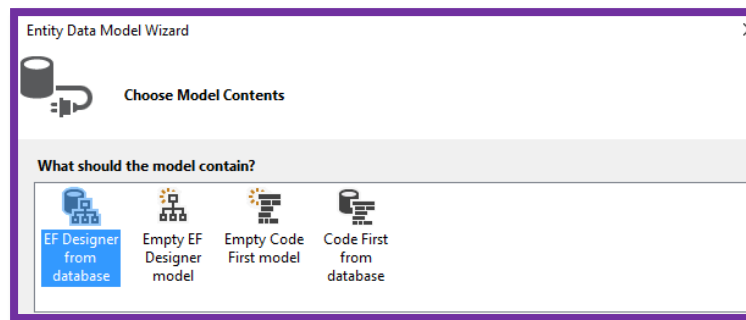 Entity Data Model Wizard
Choose Model Contents
What should the model contain?
EF Designer
from
database
Empty EF
Designer
model
Empty Code
First model
Code First
from
database